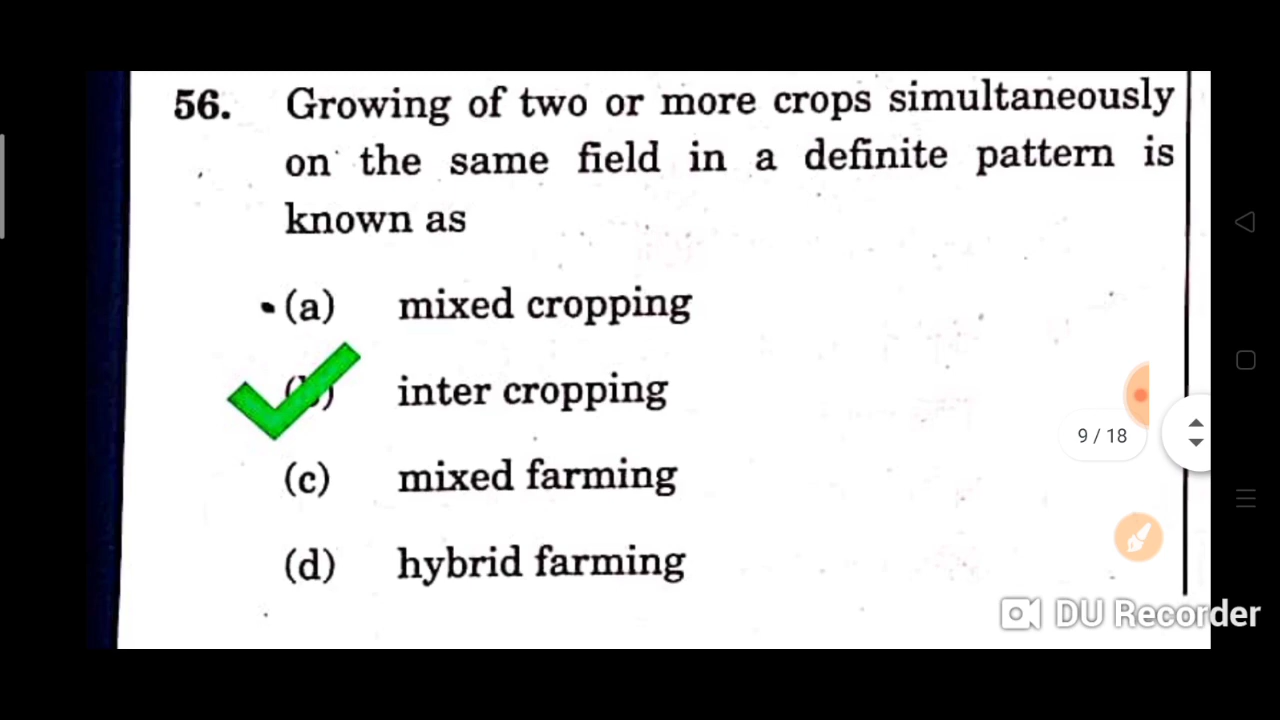 56. Growing of two or more crops simultaneously
on the same field in a definite pattern is
known as
(a) mixed cropping
inter cropping
(c) mixed farming
(d) hybrid farming
9 / 18
DU Recorder